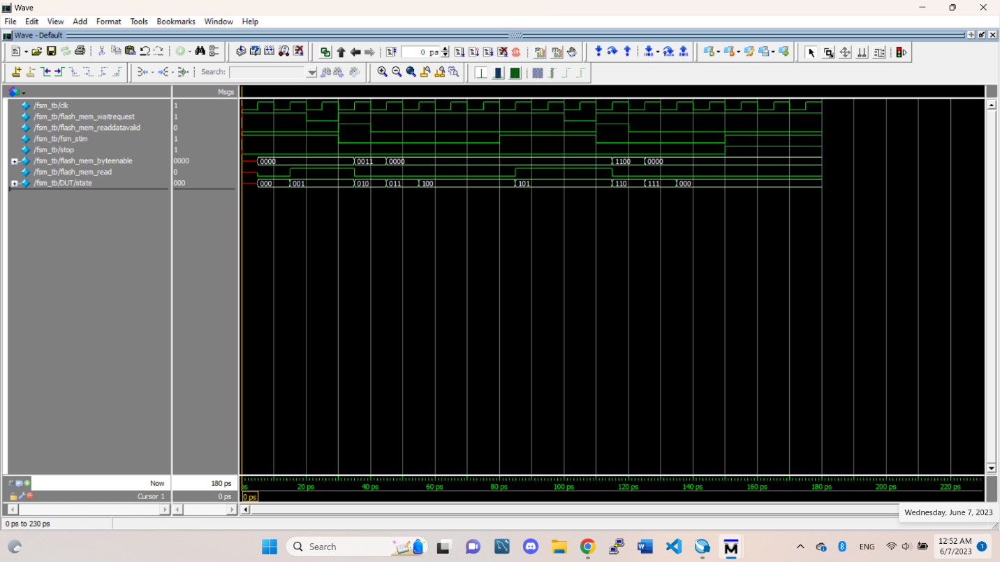 Wave
File Edit View Add Format Tools Bookmarks Window Help
Wave - Default
0 ps
Search:
Msgs
/fsm_tb/clk 1
/fsm_tb/flash_mem_waitrequest 1
/fsm_tb/flash_mem_readdatavalid 0
/fsm_tb/fsm_stim 1
/fsm_tb/stop 1
/fsm_tb/flash_mem_byteenable 0000 0000 0011 0000 1100 0000
/fsm_tb/flash_mem_read 0
/fsm_tb/DUT/state 000 000 001 010 011 100 101 110 111 000
Now 180 ps ps 20 ps 40 ps 60 ps 80 ps 100 ps 120 ps 140 ps 160 ps 180 ps 200 ps 220 ps
Cursor 1 0 ps 0 ps
0 ps to 230 ps
Wednesday, June 7, 2023
Search
ENG
12:52 AM
6/7/2023
1